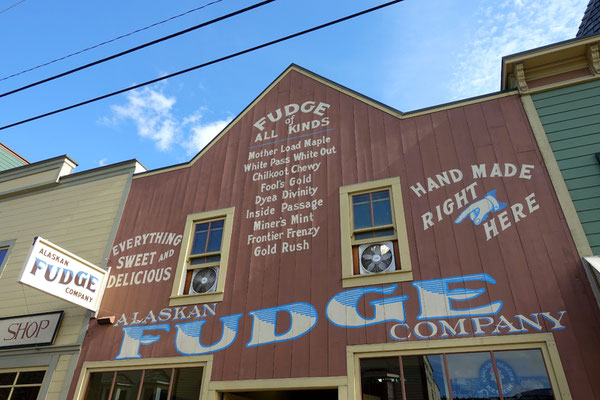 FUDGE
of
ALL KINDS
Mother Load Maple
White Pass White Out
Chilkoot Chewy
Fool's Gold
Dyea Divinity
Inside Passage
Miner's Mint
Frontier Frenzy
Gold Rush
HAND MADE
RIGHT HERE
EVERYTHING
SWEET AND
DELICIOUS
ALASKAN
FUDGE
COMPANY
ALASKAN
FUDGE FUDGE
COMPANY
SHOP